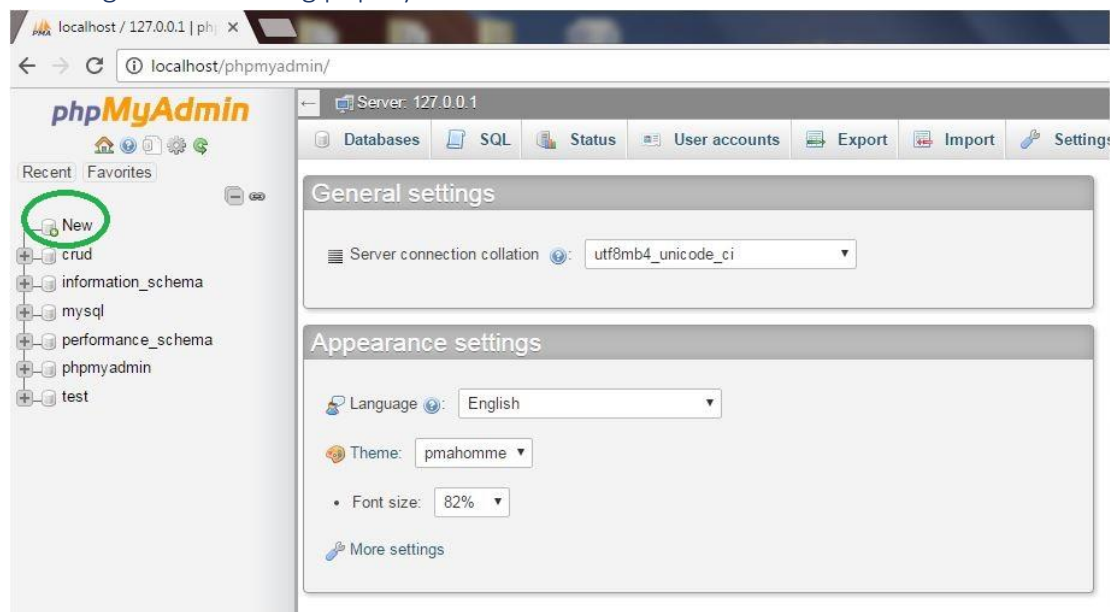 localhost / 127.0.0.1 | ph
localhost/phpmyadmin/
phpMyAdmin
Recent Favorites
New
crud
information_schema
mysql
performance_schema
phpmyadmin
test
Server: 127.0.0.1
Databases SQL Status User accounts Export Import Settings
General settings
Server connection collation : utf8mb4_unicode_ci
Appearance settings
Language : English
Theme: pmahomme
• Font size: 82%
More settings